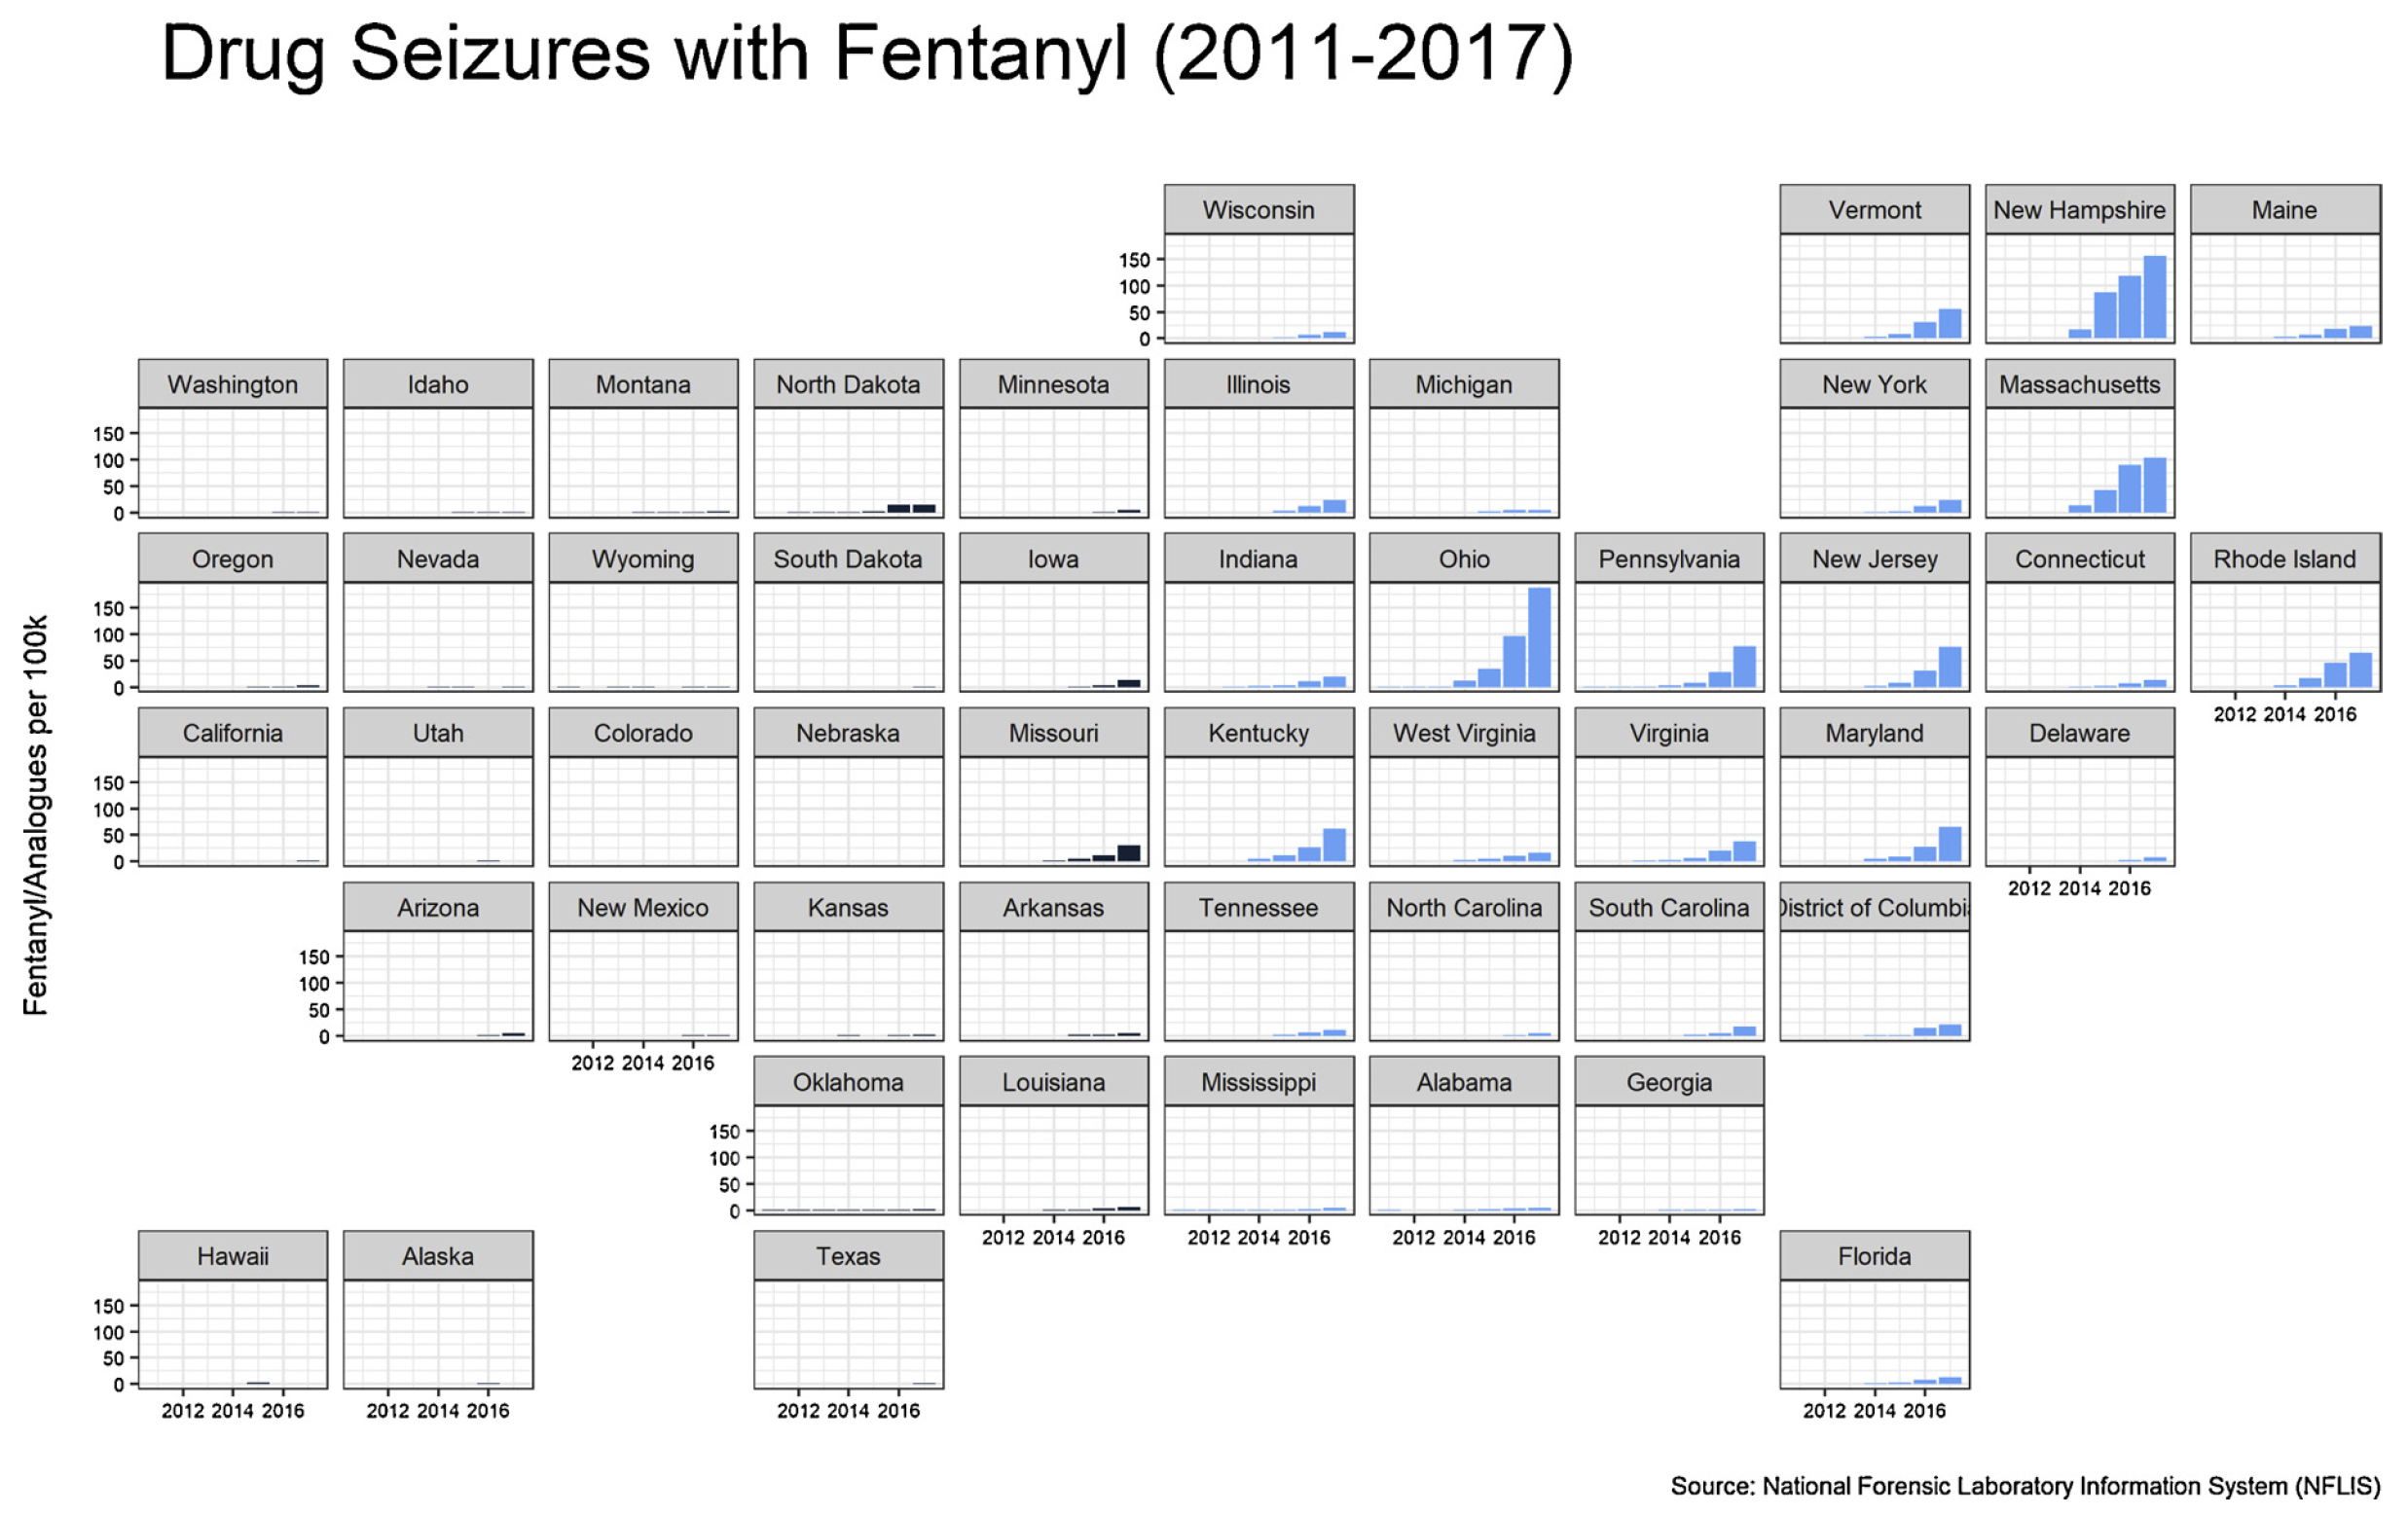 Drug Seizures with Fentanyl (2011-2017)
Wisconsin Vermont New Hampshire Maine
150
100
50
0
Washington Idaho Montana North Dakota Minnesota Illinois Michigan New York Massachusetts
150
100
50
0
Oregon Nevada Wyoming South Dakota Iowa Indiana Ohio Pennsylvania New Jersey Connecticut Rhode Island
150
100
50
0
2012 2014 2016
Fentanyl/Analogues per 100k
California Utah Colorado Nebraska Missouri Kentucky West Virginia Virginia Maryland Delaware
150
100
50
0
2012 2014 2016
Arizona New Mexico Kansas Arkansas Tennessee North Carolina South Carolina District of Columbia
150
100
50
0
2012 2014 2016
Oklahoma Louisiana Mississippi Alabama Georgia
150
100
50
0
2012 2014 2016 2012 2014 2016 2012 2014 2016 2012 2014 2016
Hawaii Alaska Texas Florida
150
100
50
0
2012 2014 2016 2012 2014 2016 2012 2014 2016 2012 2014 2016
Source: National Forensic Laboratory Information System (NFLIS)